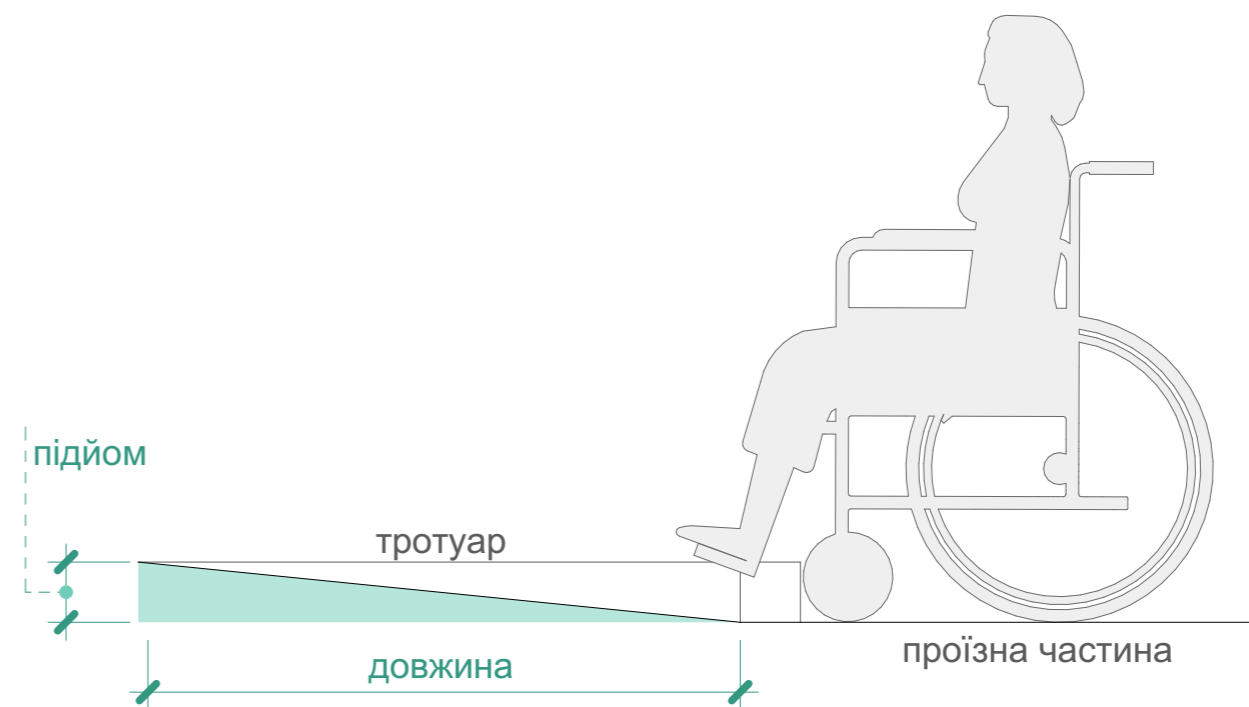 підйом
тротуар
проїзна частина
довжина